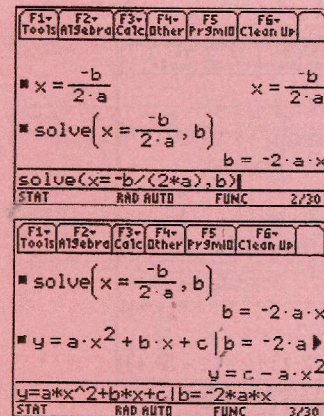 F1▾ Tools F2▾ Algebra F3▾ Calc F4▾ Other F5 PrgmIO F6▾ Clean Up
▪ x = -b/(2·a)    x = -b/(2·a)
▪ solve(x = -b/(2·a), b)
b = -2·a·x
solve(x=-b/(2*a),b)
STAT RAD AUTO FUNC 2/30
F1▾ Tools F2▾ Algebra F3▾ Calc F4▾ Other F5 PrgmIO F6▾ Clean Up
▪ solve(x = -b/(2·a), b)
b = -2·a·x
▪ y = a·x² + b·x + c | b = -2·a▶
y = c - a·x²
y=a*x^2+b*x+c|b=-2*a*x
STAT RAD AUTO FUNC 3/30